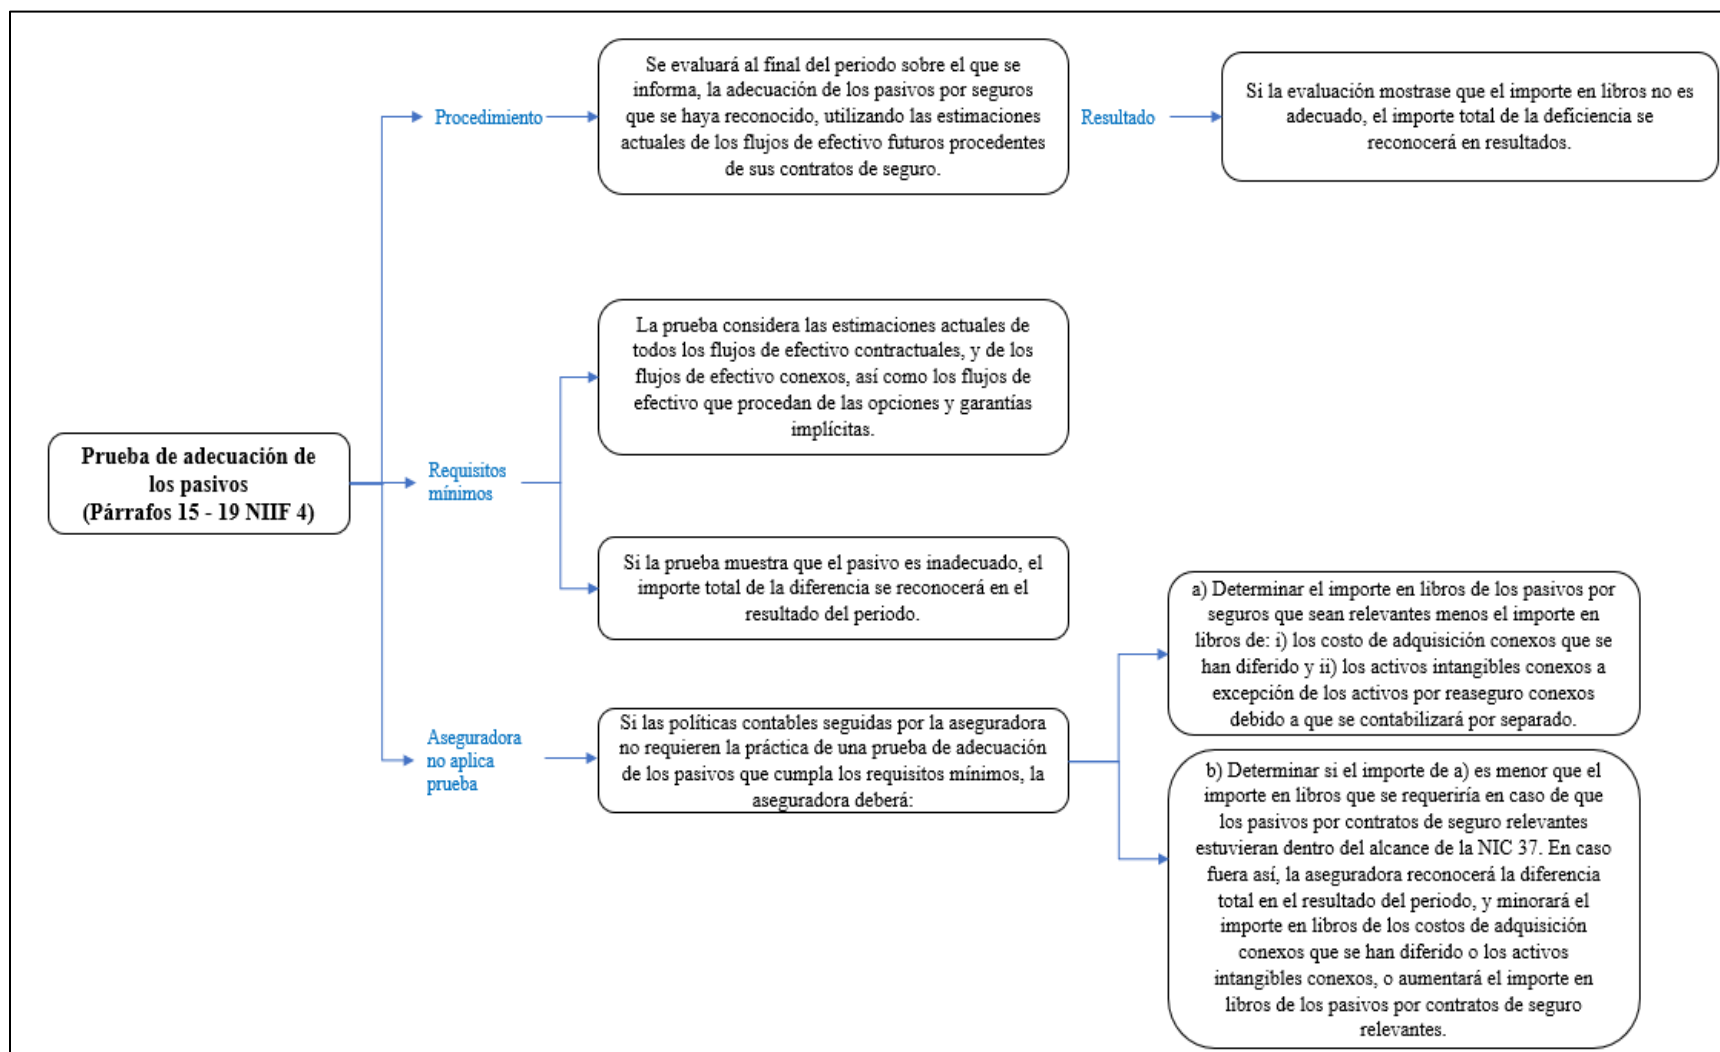 Prueba de adecuación de
los pasivos
(Párrafos 15 - 19 NIIF 4)
Procedimiento
Se evaluará al final del periodo sobre el que se
informa, la adecuación de los pasivos por seguros
que se haya reconocido, utilizando las estimaciones
actuales de los flujos de efectivo futuros procedentes
de sus contratos de seguro.
Resultado
Si la evaluación mostrase que el importe en libros no es
adecuado, el importe total de la deficiencia se
reconocerá en resultados.
Requisitos
mínimos
La prueba considera las estimaciones actuales de
todos los flujos de efectivo contractuales, y de los
flujos de efectivo conexos, así como los flujos de
efectivo que procedan de las opciones y garantías
implícitas.
Si la prueba muestra que el pasivo es inadecuado, el
importe total de la diferencia se reconocerá en el
resultado del periodo.
Aseguradora
no aplica
prueba
Si las políticas contables seguidas por la aseguradora
no requieren la práctica de una prueba de adecuación
de los pasivos que cumpla los requisitos mínimos, la
aseguradora deberá:
a) Determinar el importe en libros de los pasivos por
seguros que sean relevantes menos el importe en
libros de: i) los costo de adquisición conexos que se
han diferido y ii) los activos intangibles conexos a
excepción de los activos por reaseguro conexos
debido a que se contabilizará por separado.
b) Determinar si el importe de a) es menor que el
importe en libros que se requeriría en caso de que
los pasivos por contratos de seguro relevantes
estuvieran dentro del alcance de la NIC 37. En caso
fuera así, la aseguradora reconocerá la diferencia
total en el resultado del periodo, y minorará el
importe en libros de los costos de adquisición
conexos que se han diferido o los activos
intangibles conexos, o aumentará el importe en
libros de los pasivos por contratos de seguro
relevantes.